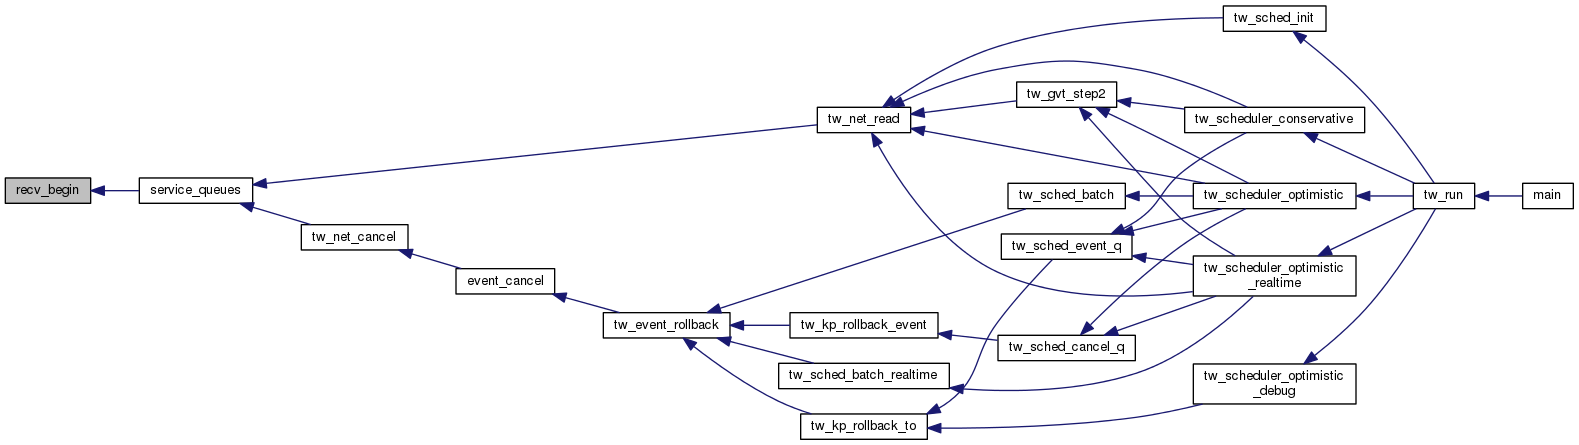 recv_begin
service_queues
tw_net_cancel
event_cancel
tw_event_rollback
tw_net_read
tw_kp_rollback_event
tw_sched_batch_realtime
tw_kp_rollback_to
tw_gvt_step2
tw_sched_batch
tw_sched_event_q
tw_sched_cancel_q
tw_sched_init
tw_scheduler_conservative
tw_scheduler_optimistic
tw_scheduler_optimistic
_realtime
tw_scheduler_optimistic
_debug
tw_run
main